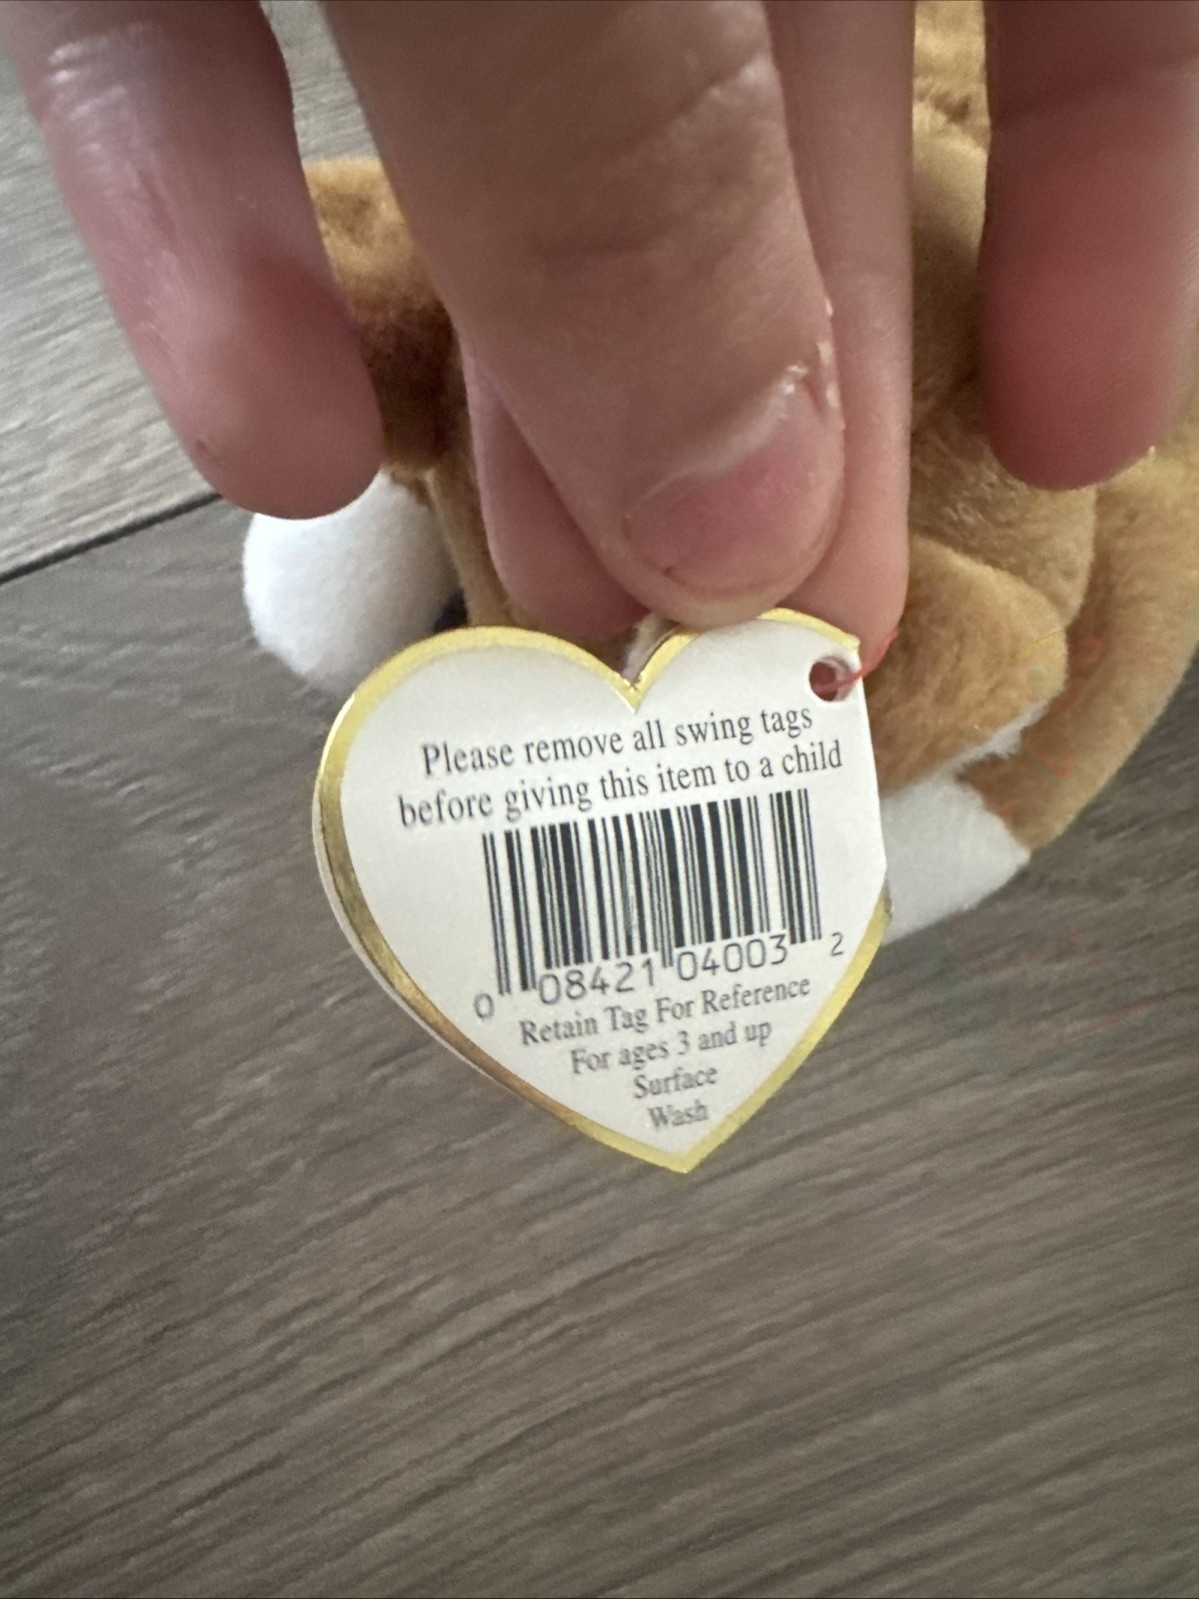 Please remove all swing tags
before giving this item to a child
0 08421 04003 2
Retain Tag For Reference
For ages 3 and up
Surface
Wash